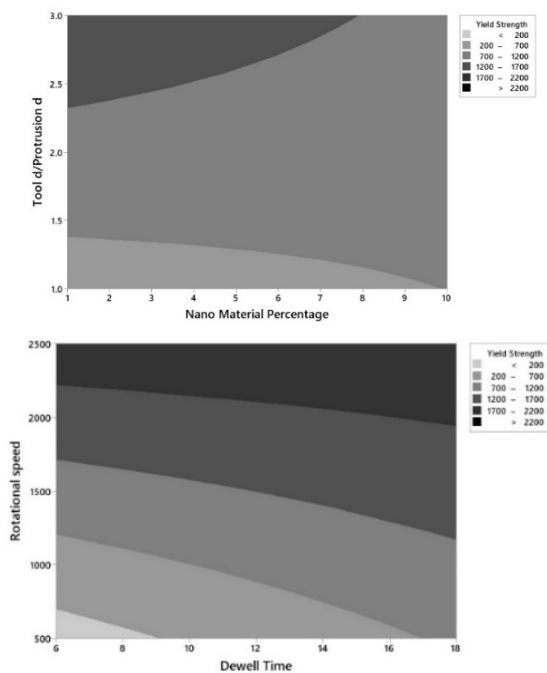 3.0
2.5
2.0
1.5
1.0
Tool d/Protrusion d
1 2 3 4 5 6 7 8 9 10
Nano Material Percentage
Yield Strength
< 200
200 – 700
700 – 1200
1200 – 1700
1700 – 2200
> 2200
2500
2000
1500
1000
500
Rotational speed
6 8 10 12 14 16 18
Dewell Time
Yield Strength
< 200
200 – 700
700 – 1200
1200 – 1700
1700 – 2200
> 2200